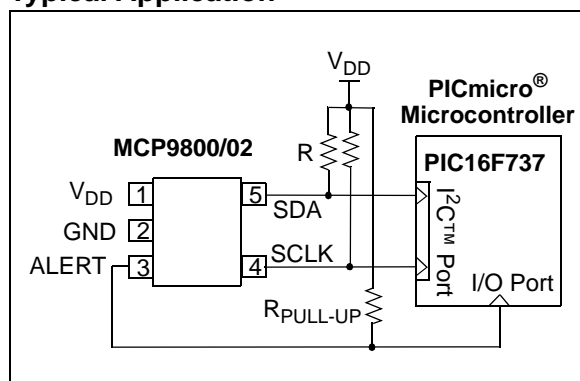 Typical Application
V_DD
PICmicro®
Microcontroller
MCP9800/02
R
PIC16F737
V_DD 1
5
SDA
GND 2
ALERT 3
4 SCLK
I²C™ Port
I/O Port
R_PULL-UP